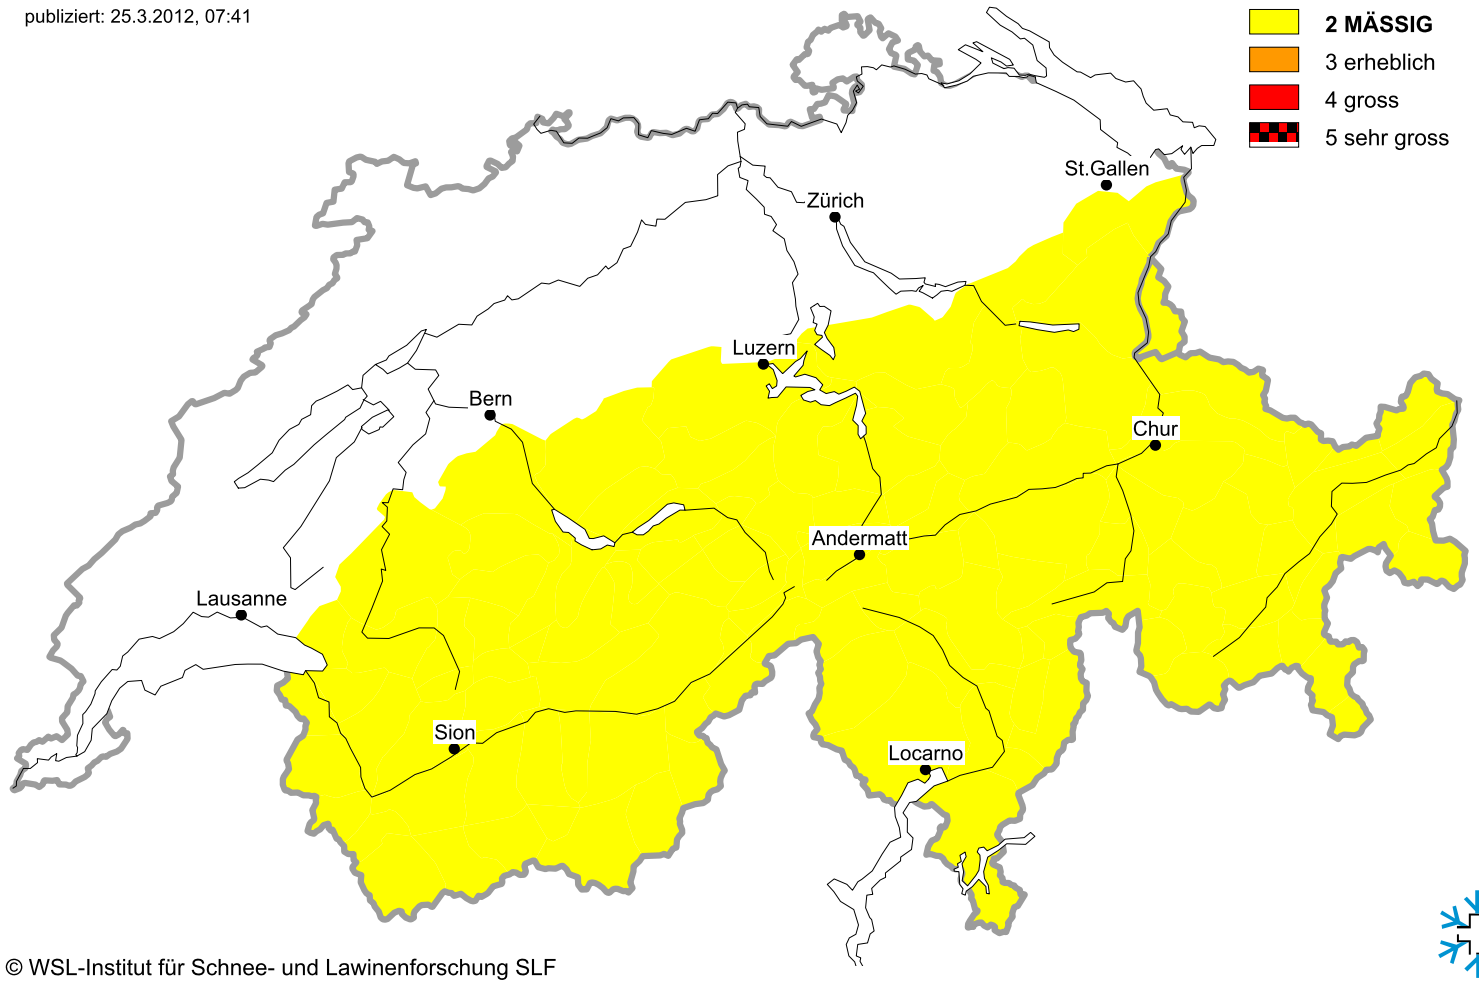 publiziert: 25.3.2012, 07:41
2 MÄSSIG
3 erheblich
4 gross
5 sehr gross
St.Gallen
Zürich
Luzern
Bern
Chur
Andermatt
Lausanne
Sion
Locarno
© WSL-Institut für Schnee- und Lawinenforschung SLF